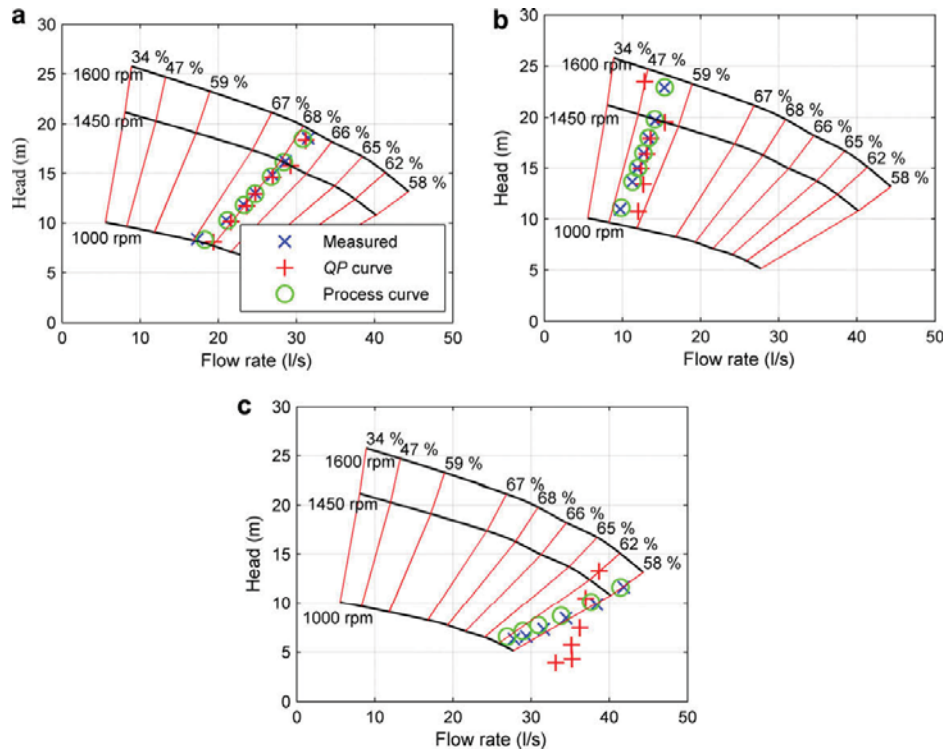 a
30
25
20
15
10
5
0
Head (m)
0 10 20 30 40 50
Flow rate (l/s)
34 %
47 %
59 %
67 %
68 %
66 %
65 %
62 %
58 %
1600 rpm
1450 rpm
1000 rpm
Measured
QP curve
Process curve
b
30
25
20
15
10
5
0
Head (m)
0 10 20 30 40 50
Flow rate (l/s)
34 %
47 %
59 %
67 %
68 %
66 %
65 %
62 %
58 %
1600 rpm
1450 rpm
1000 rpm
c
30
25
20
15
10
5
0
Head (m)
0 10 20 30 40 50
Flow rate (l/s)
34 %
47 %
59 %
67 %
68 %
66 %
65 %
62 %
58 %
1600 rpm
1450 rpm
1000 rpm